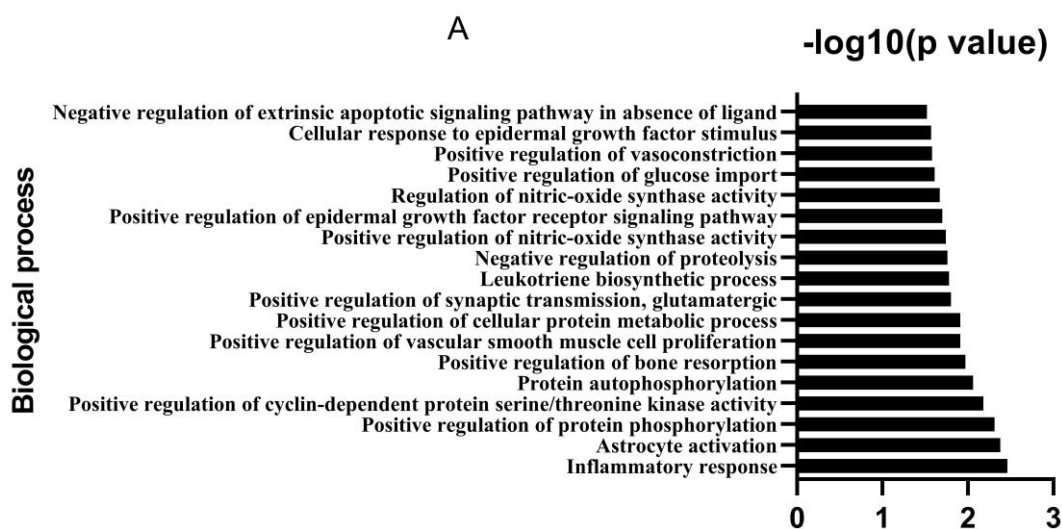 A
-log10(p value)
Biological process
Negative regulation of extrinsic apoptotic signaling pathway in absence of ligand
Cellular response to epidermal growth factor stimulus
Positive regulation of vasoconstriction
Positive regulation of glucose import
Regulation of nitric-oxide synthase activity
Positive regulation of epidermal growth factor receptor signaling pathway
Positive regulation of nitric-oxide synthase activity
Negative regulation of proteolysis
Leukotriene biosynthetic process
Positive regulation of synaptic transmission, glutamatergic
Positive regulation of cellular protein metabolic process
Positive regulation of vascular smooth muscle cell proliferation
Positive regulation of bone resorption
Protein autophosphorylation
Positive regulation of cyclin-dependent protein serine/threonine kinase activity
Positive regulation of protein phosphorylation
Astrocyte activation
Inflammatory response
0 1 2 3